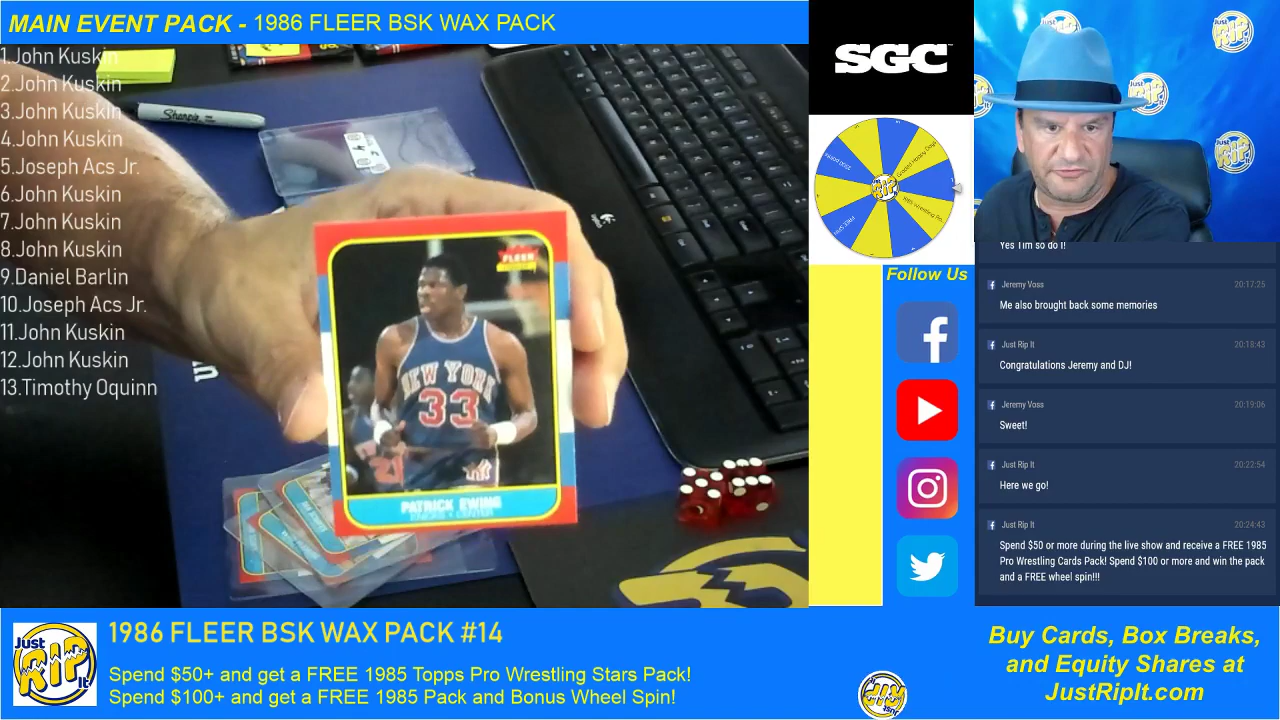 MAIN EVENT PACK - 1986 FLEER BSK WAX PACK
1.John Kuskin
2.John Kuskin
3.John Kuskin
4.John Kuskin
5.Joseph Acs Jr.
6.John Kuskin
7.John Kuskin
8.John Kuskin
9.Daniel Barlin
10.Joseph Acs Jr.
11.John Kuskin
12.John Kuskin
13.Timothy Oquinn
Sharpie
FLEER
NEW YORK
33
PATRICK EWING
KNICKS • CENTER
SGC
FREE SPIN
Follow Us
Yes Tim so do I!
Jeremy Voss 20:17:25
Me also brought back some memories
Just Rip It 20:18:43
Congratulations Jeremy and DJ!
Jeremy Voss 20:19:06
Sweet!
Just Rip It 20:22:54
Here we go!
Just Rip It 20:24:43
Spend $50 or more during the live show and receive a FREE 1985
Pro Wrestling Cards Pack! Spend $100 or more and win the pack
and a FREE wheel spin!!!
Just
RIP
It
1986 FLEER BSK WAX PACK #14
Spend $50+ and get a FREE 1985 Topps Pro Wrestling Stars Pack!
Spend $100+ and get a FREE 1985 Pack and Bonus Wheel Spin!
Buy Cards, Box Breaks,
and Equity Shares at
JustRipIt.com